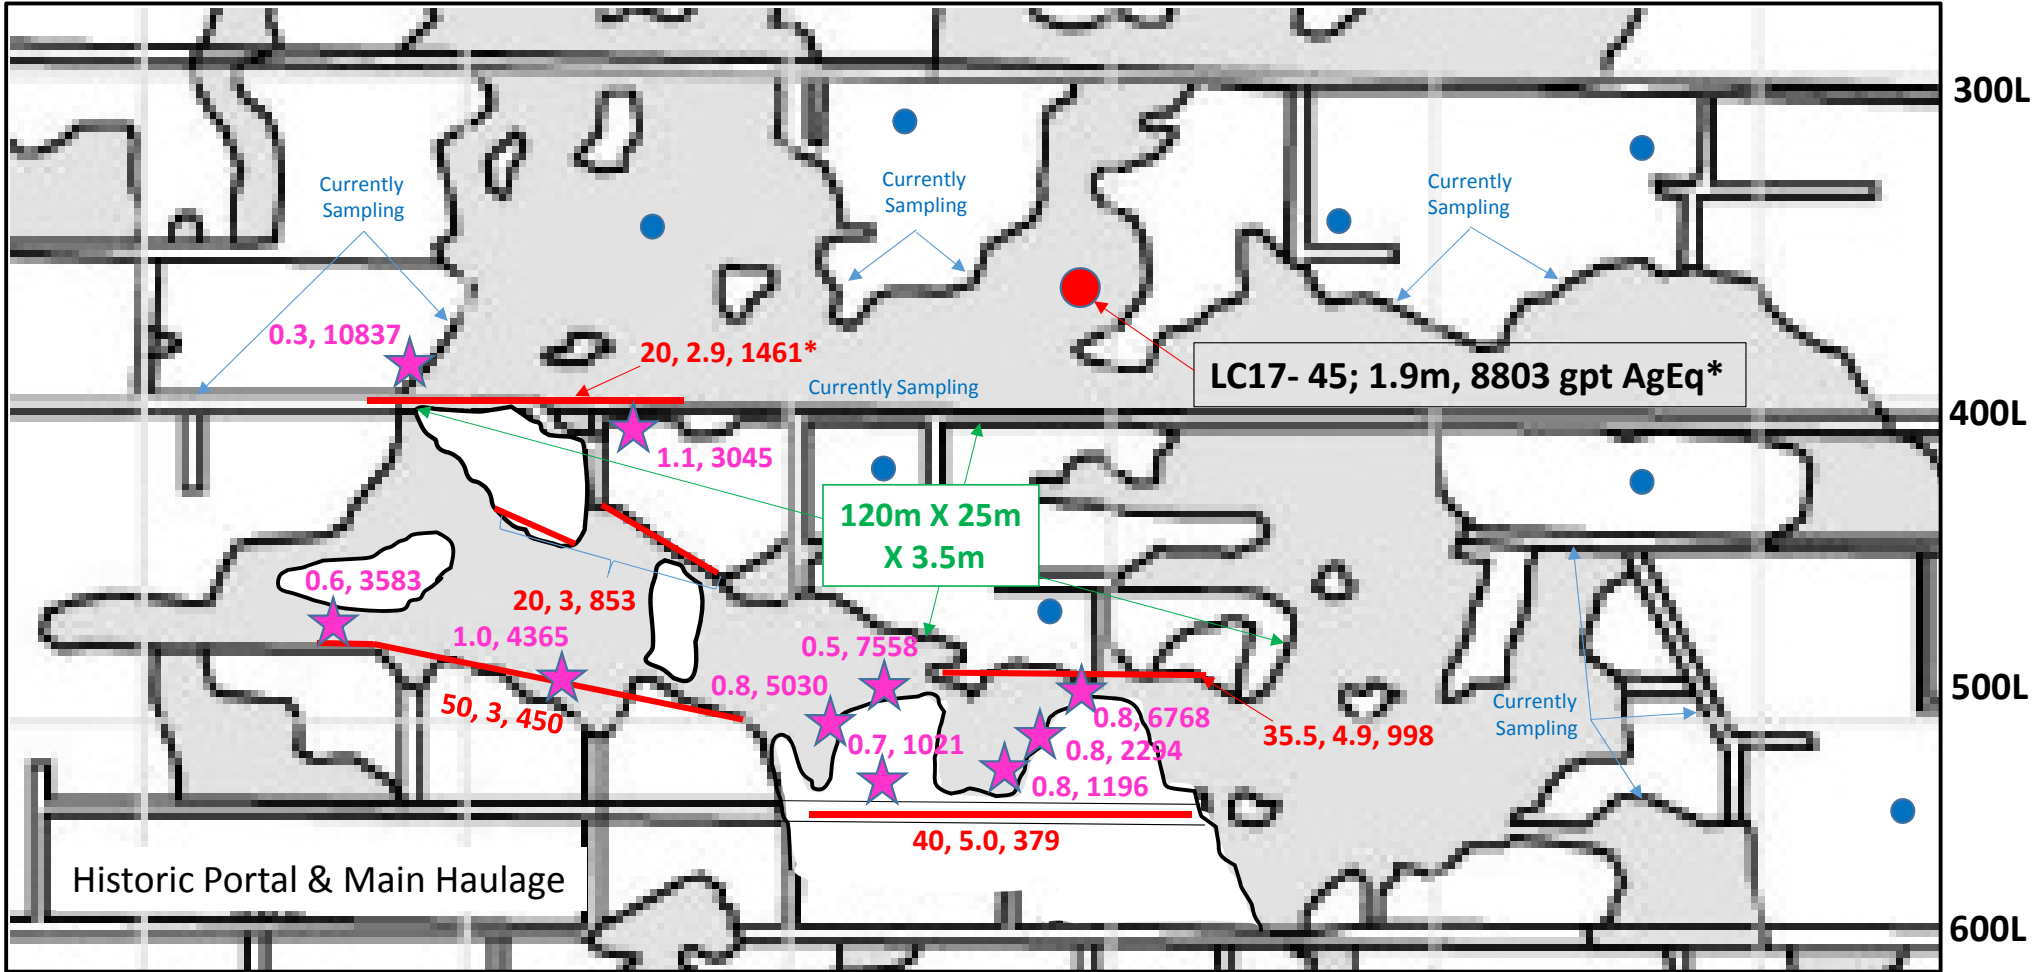 300L
Currently
Sampling
Currently
Sampling
Currently
Sampling
0.3, 10837
20, 2.9, 1461*
Currently Sampling
LC17- 45; 1.9m, 8803 gpt AgEq*
400L
1.1, 3045
120m X 25m
X 3.5m
0.6, 3583
20, 3, 853
1.0, 4365
0.5, 7558
0.8, 5030
500L
50, 3, 450
0.8, 6768
Currently
Sampling
35.5, 4.9, 998
0.7, 1021
0.8, 2294
0.8, 1196
40, 5.0, 379
Historic Portal & Main Haulage
600L